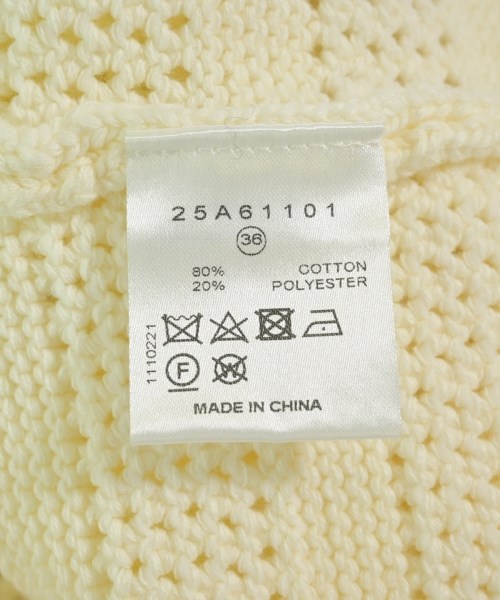 25A61101
36
80% COTTON
20% POLYESTER
1110221
F W
MADE IN CHINA